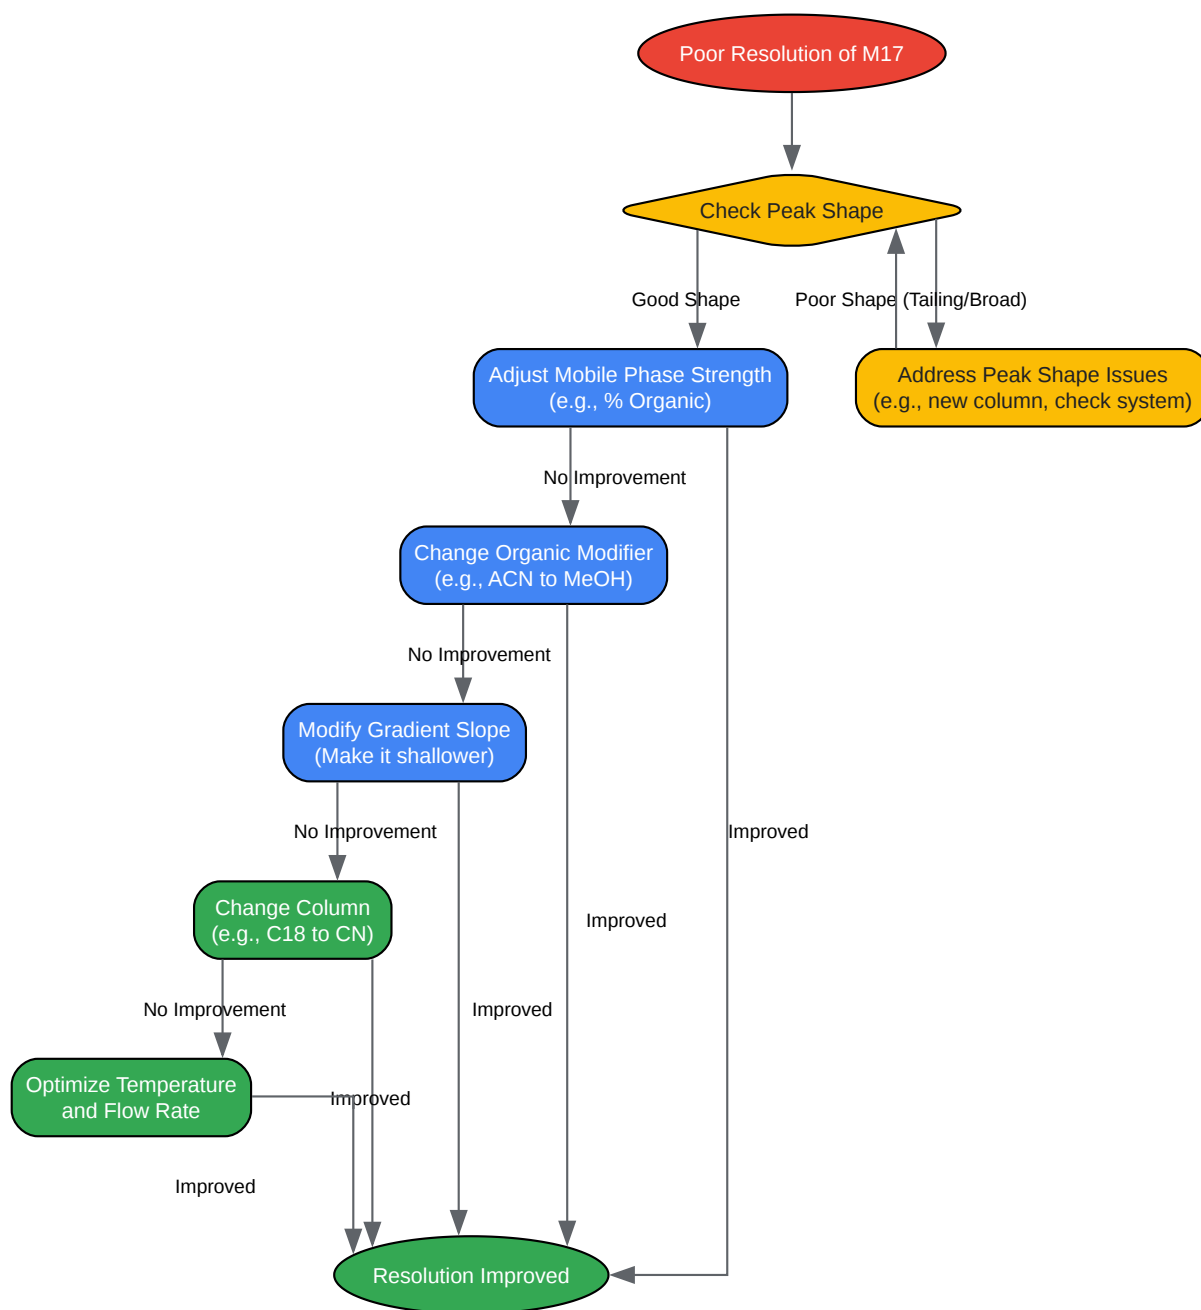 Poor Resolution of M17
Check Peak Shape
Good Shape
Poor Shape (Tailing/Broad)
Adjust Mobile Phase Strength
(e.g., % Organic)
Address Peak Shape Issues
(e.g., new column, check system)
No Improvement
Change Organic Modifier
(e.g., ACN to MeOH)
No Improvement
Modify Gradient Slope
(Make it shallower)
No Improvement
Improved
Change Column
(e.g., C18 to CN)
Improved
No Improvement
Improved
Optimize Temperature
and Flow Rate
Improved
Improved
Resolution Improved